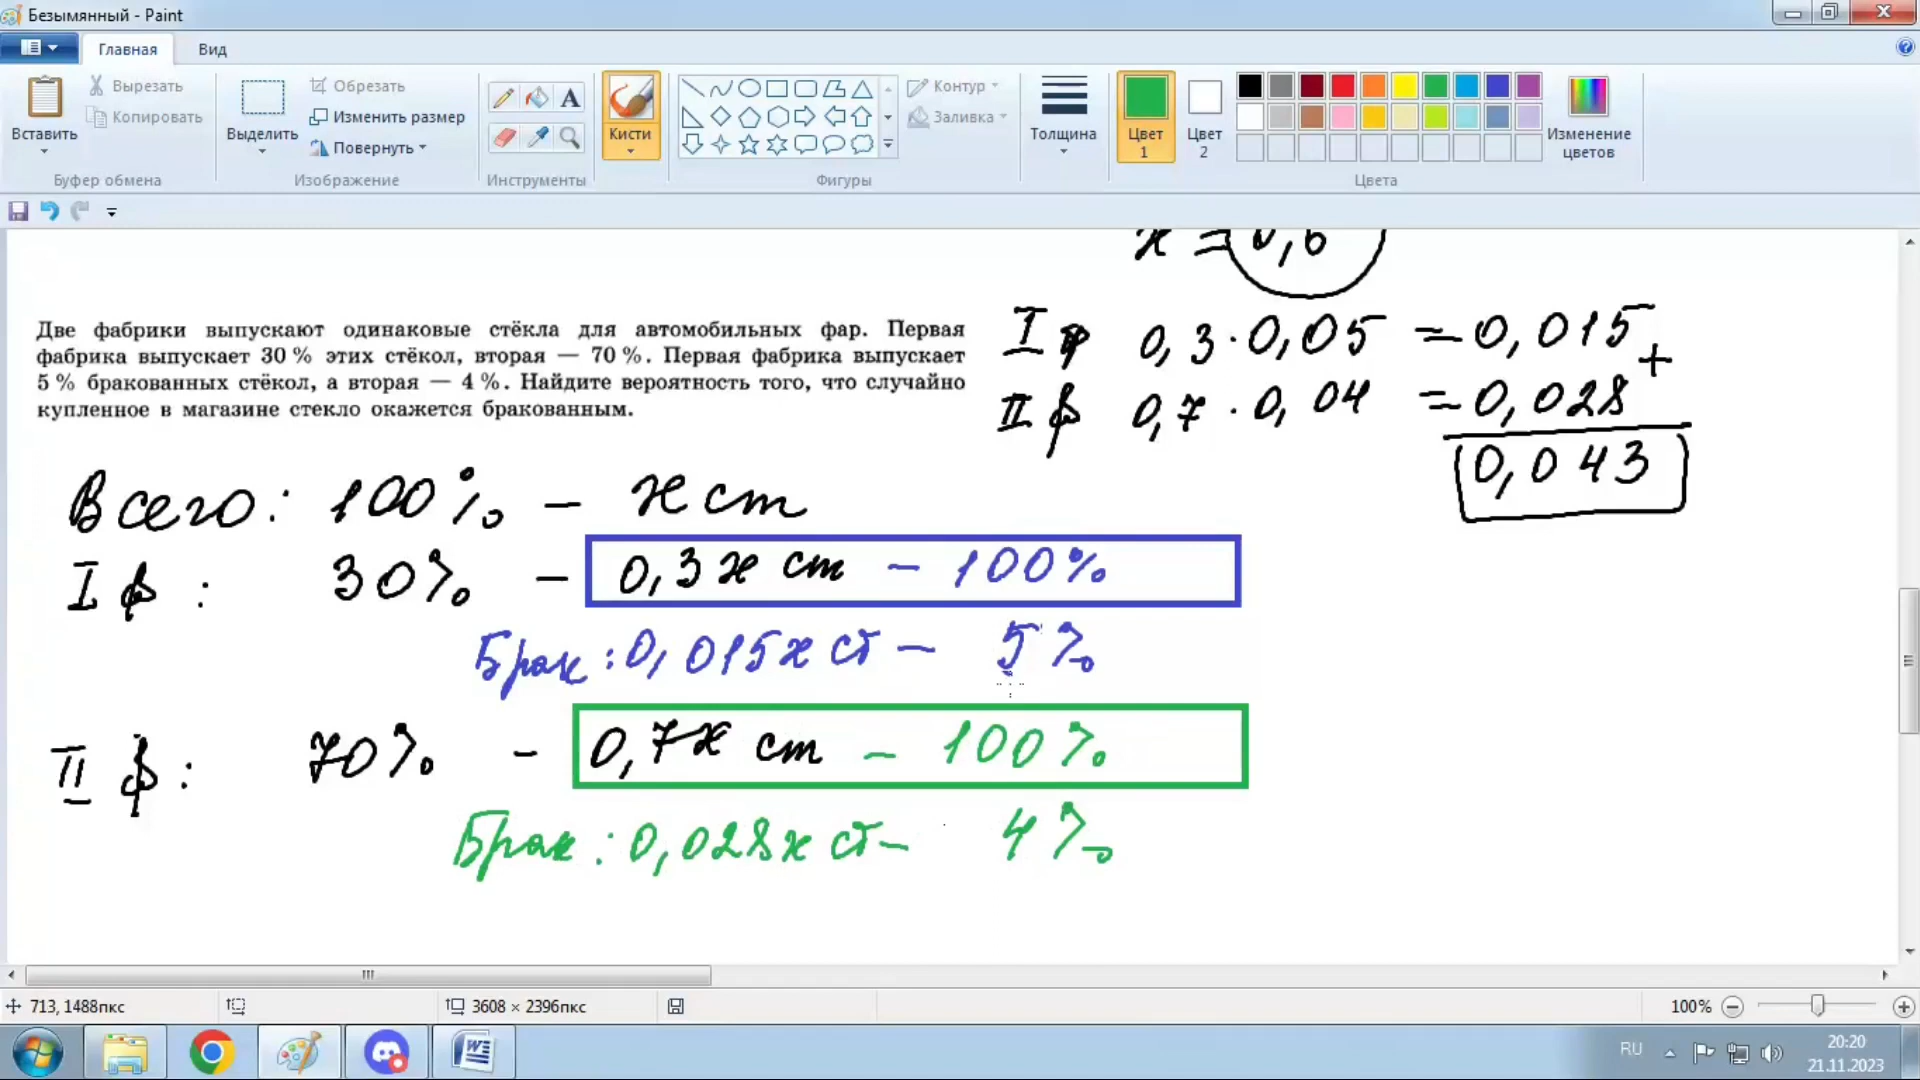 Безымянный - Paint
Главная
Вид
Вставить
Вырезать
Копировать
Буфер обмена
Выделить
Обрезать
Изменить размер
Повернуть
Изображение
Инструменты
Кисти
Контур
Заливка
Фигуры
Толщина
Цвет
1
Цвет
2
Изменение
цветов
Цвета
x = 0,6
Две фабрики выпускают одинаковые стёкла для автомобильных фар. Первая
фабрика выпускает 30 % этих стёкол, вторая — 70 %. Первая фабрика выпускает
5 % бракованных стёкол, а вторая — 4 %. Найдите вероятность того, что случайно
купленное в магазине стекло окажется бракованным.
I ф 0,3 · 0,05 = 0,015 +
II ф 0,7 · 0,04 = 0,028
0,043
Всего: 100% – x ст
I ф : 30% – 0,3x ст – 100%
Брак : 0,015x ст – 5%
II ф : 70% – 0,7x ст – 100%
Брак : 0,028x ст – 4%
713, 1488пкс
3608 × 2396пкс
100%
RU
20:20
21.11.2023